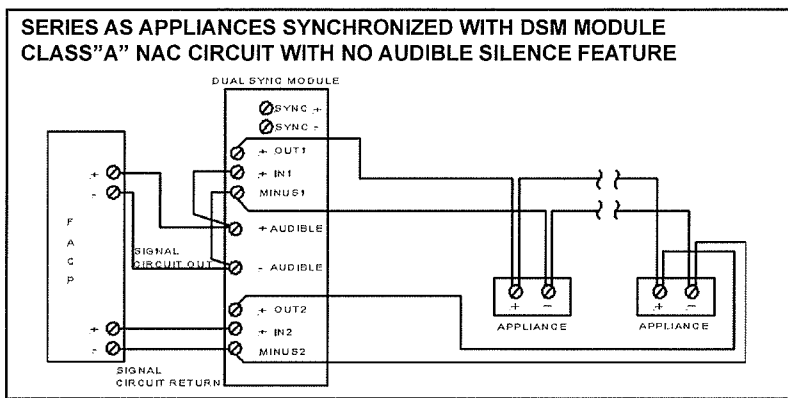 SERIES AS APPLIANCES SYNCHRONIZED WITH DSM MODULE
CLASS"A" NAC CIRCUIT WITH NO AUDIBLE SILENCE FEATURE
DUAL SYNC MODULE
SYNC +
SYNC -
+ OUT1
+ IN1
MINUS1
+ AUDIBLE
- AUDIBLE
+ OUT2
+ IN2
MINUS2
+
-
F
A
C
P
+
-
SIGNAL
CIRCUIT OUT
SIGNAL
CIRCUIT RETURN
+ -
APPLIANCE
+ -
APPLIANCE